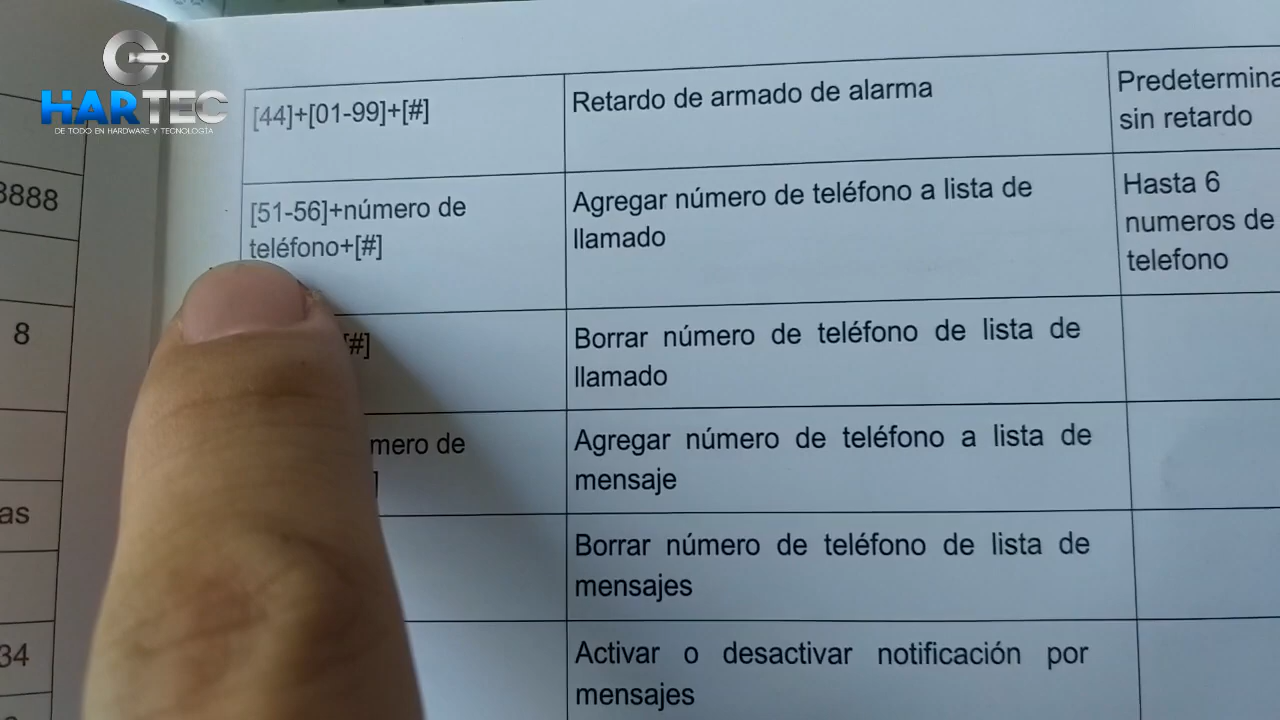 HARTEC
DE TODO EN HARDWARE Y TECNOLOGÍA
8888
8
as
34
[44]+[01-99]+[#]
Retardo de armado de alarma
Predetermina
sin retardo
[51-56]+número de
teléfono+[#]
Agregar número de teléfono a lista de
llamado
Hasta 6
numeros de
telefono
[#]
Borrar número de teléfono de lista de
llamado
mero de
]
Agregar número de teléfono a lista de
mensaje
Borrar número de teléfono de lista de
mensajes
Activar o desactivar notificación por
mensajes